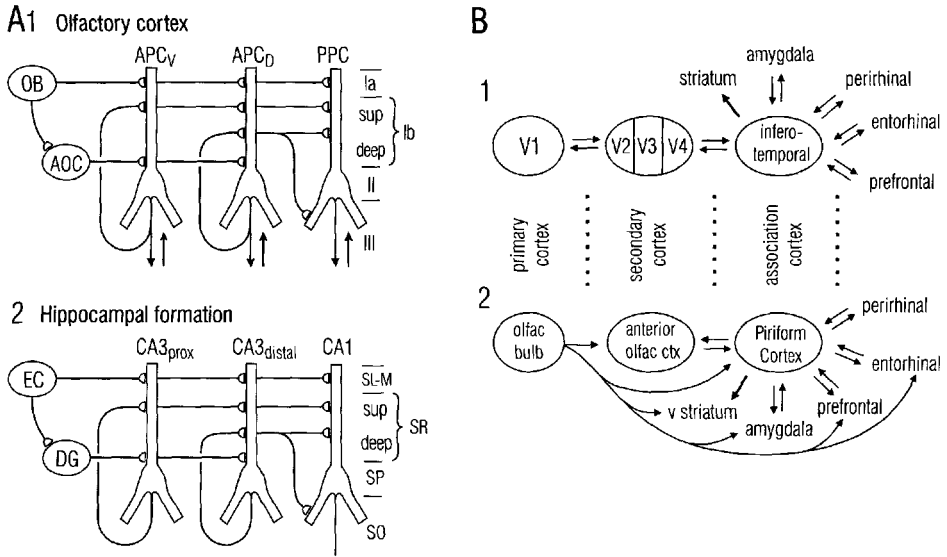 A1 Olfactory cortex
APCV APCD PPC
OB
AOC
Ia
sup
deep
Ib
II
III
2 Hippocampal formation
CA3prox CA3distal CA1
EC
DG
SL-M
sup
deep
SR
SP
SO
B
1
V1
V2 V3 V4
infero-
temporal
striatum
amygdala
perirhinal
entorhinal
prefrontal
primary
cortex
secondary
cortex
association
cortex
2
olfac
bulb
anterior
olfac ctx
Piriform
Cortex
perirhinal
entorhinal
prefrontal
v striatum
amygdala